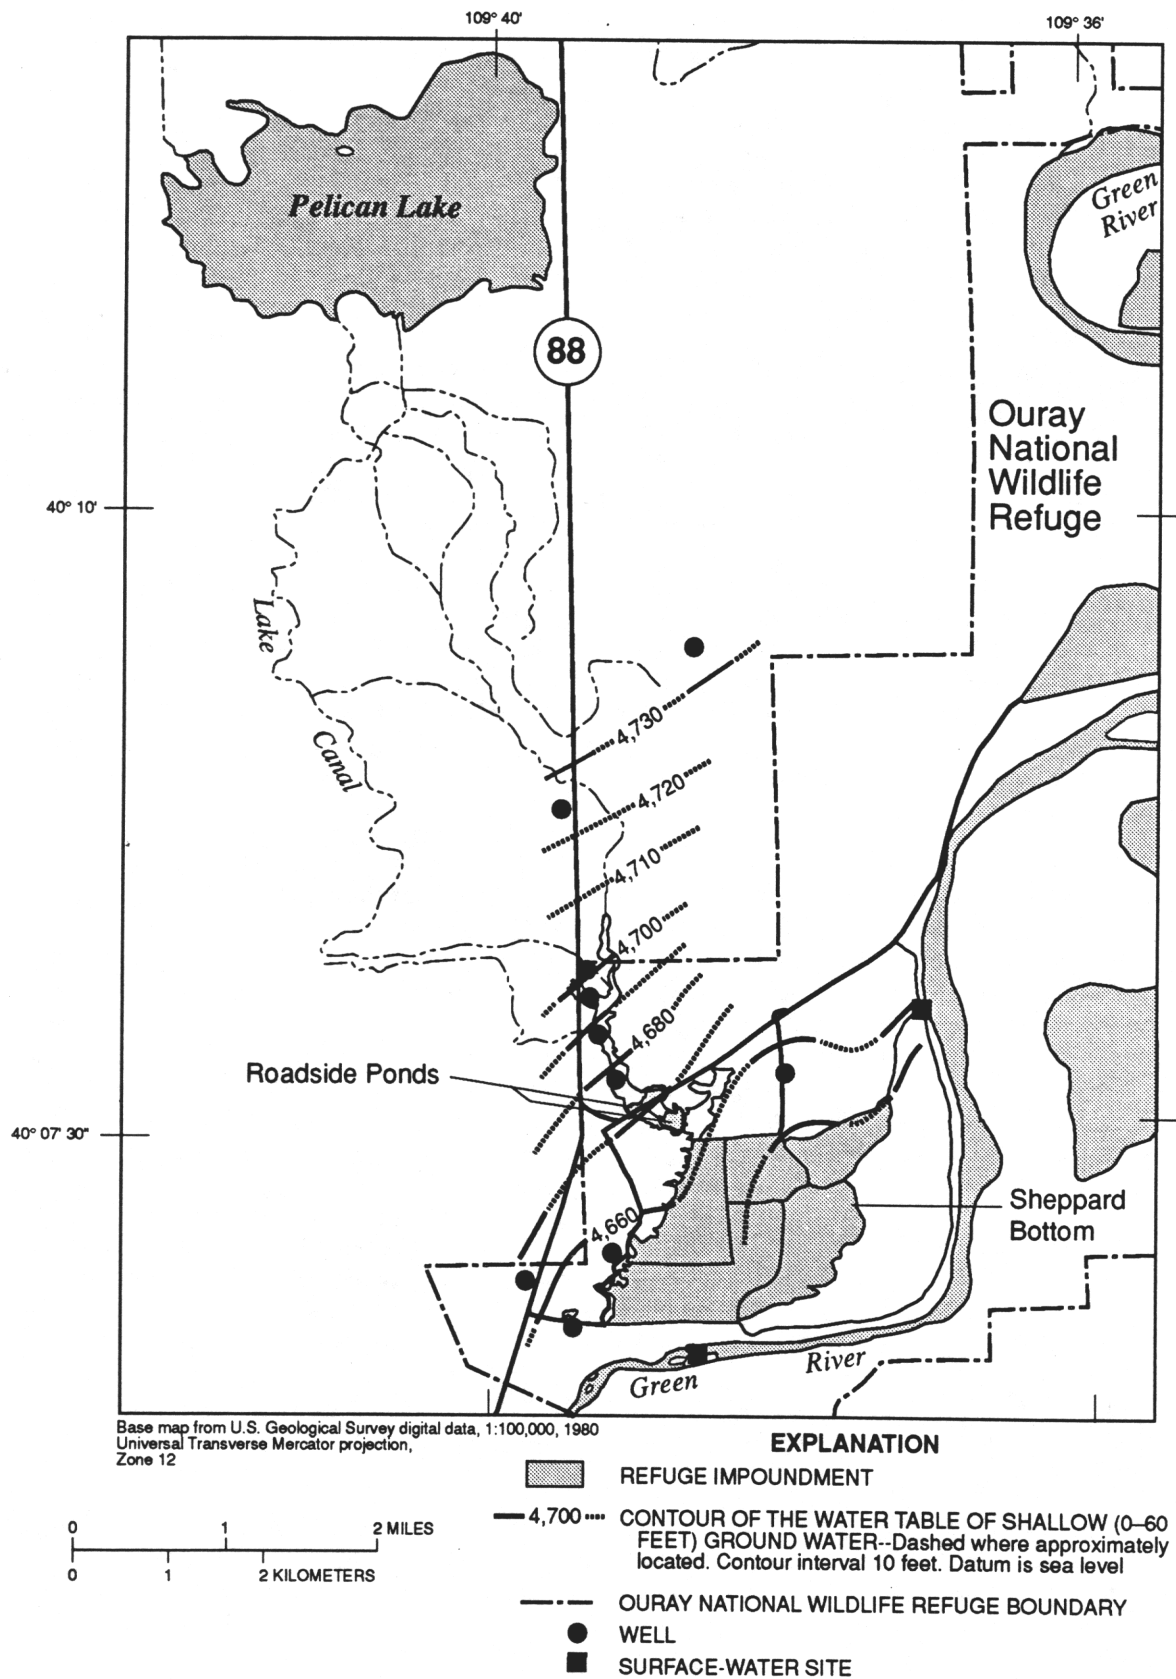 109° 40'
109° 36'
Pelican Lake
Green
River
88
Ouray
National
Wildlife
Refuge
40° 10'
Lake
Canal
4,730
4,720
4,710
4,700
4,680
Roadside Ponds
40° 07' 30"
4,660
Sheppard
Bottom
Green
River
Base map from U.S. Geological Survey digital data, 1:100,000, 1980
Universal Transverse Mercator projection,
Zone 12
EXPLANATION
REFUGE IMPOUNDMENT
4,700
CONTOUR OF THE WATER TABLE OF SHALLOW (0–60
FEET) GROUND WATER--Dashed where approximately
located. Contour interval 10 feet. Datum is sea level
0 1 2 MILES
0 1 2 KILOMETERS
OURAY NATIONAL WILDLIFE REFUGE BOUNDARY
WELL
SURFACE-WATER SITE